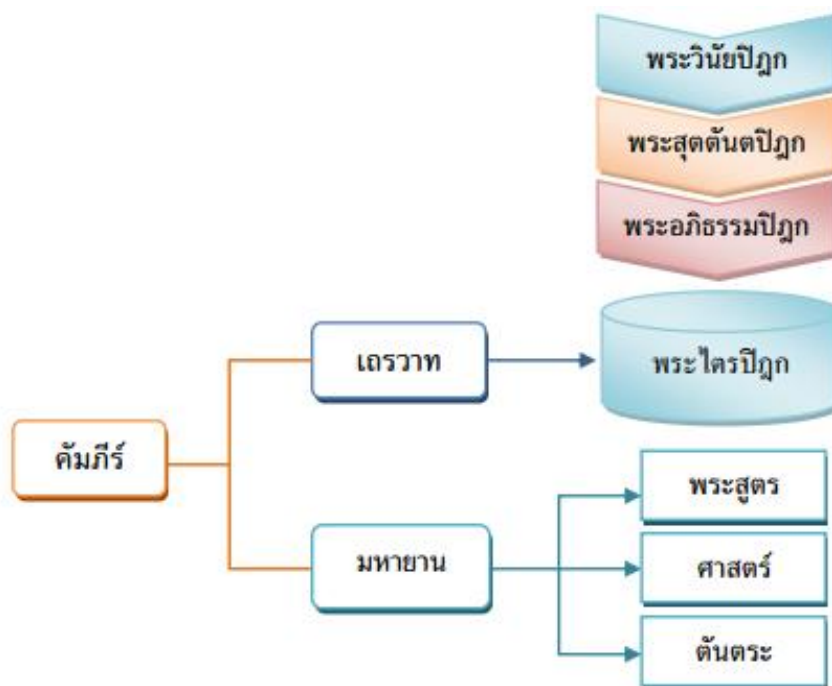 พระวินัยปิฎก
พระสุตตันตปิฎก
พระอภิธรรมปิฎก
เถรวาท
พระไตรปิฎก
คัมภีร์
พระสูตร
มหายาน
ศาสตร์
ตันตระ